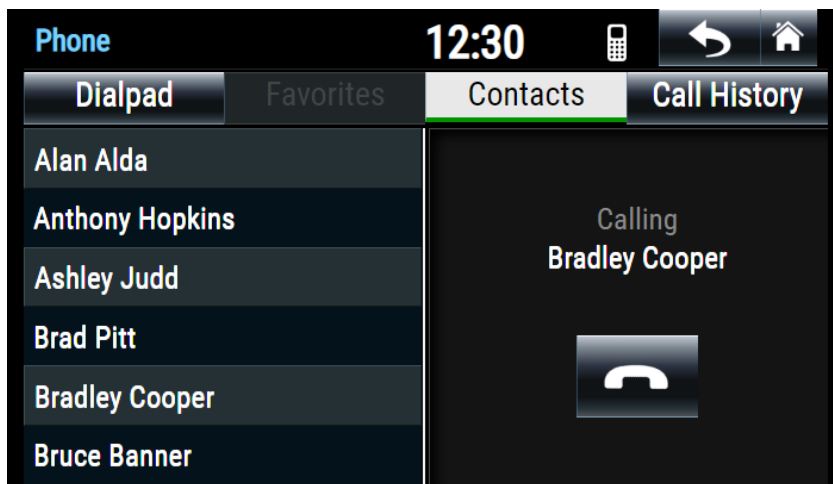 Phone 12:30
Dialpad Favorites Contacts Call History
Alan Alda
Anthony Hopkins
Ashley Judd
Brad Pitt
Bradley Cooper
Bruce Banner
Calling
Bradley Cooper